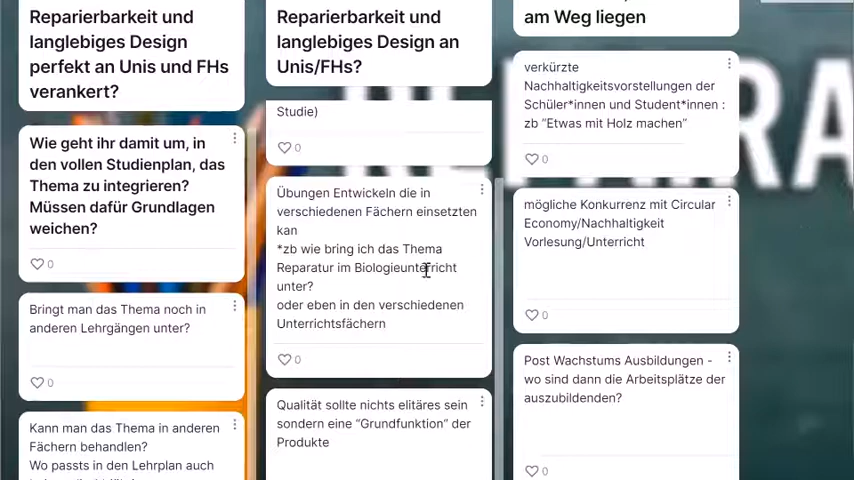 Reparierbarkeit und
langlebiges Design
perfekt an Unis und FHs
verankert?
Wie geht ihr damit um, in
den vollen Studienplan, das
Thema zu integrieren?
Müssen dafür Grundlagen
weichen?
0
Bringt man das Thema noch in
anderen Lehrgängen unter?
0
Kann man das Thema in anderen
Fächern behandlen?
Wo passts in den Lehrplan auch
Reparierbarkeit und
langlebiges Design an
Unis/FHs?
Studie)
0
Übungen Entwickeln die in
verschiedenen Fächern einsetzten
kan
*zb wie bring ich das Thema
Reparatur im Biologieunterricht
unter?
oder eben in den verschiedenen
Unterrichtsfächern
0
Qualität sollte nichts elitäres sein
sondern eine “Grundfunktion” der
Produkte
am Weg liegen
verkürzte
Nachhaltigkeitsvorstellungen der
Schüler*innen und Student*innen :
zb “Etwas mit Holz machen”
0
mögliche Konkurrenz mit Circular
Economy/Nachhaltigkeit
Vorlesung/Unterricht
0
Post Wachstums Ausbildungen -
wo sind dann die Arbeitsplätze der
auszubildenden?
0